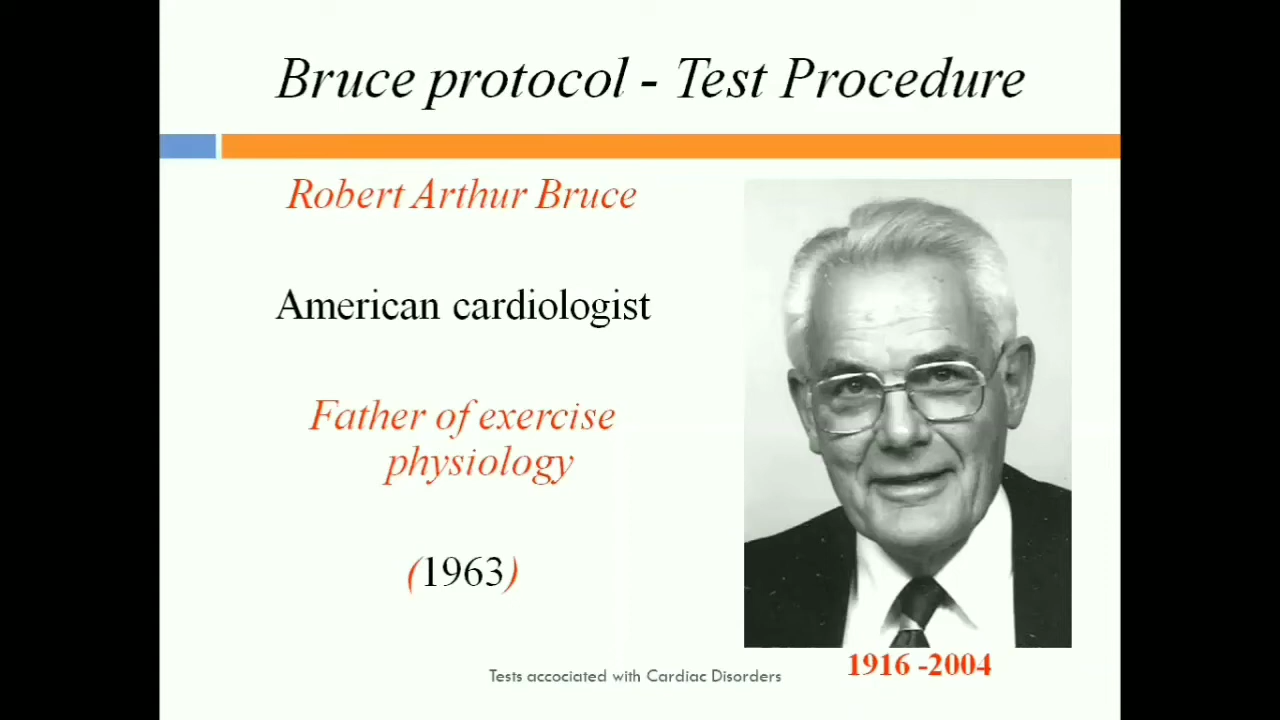 Bruce protocol - Test Procedure
Robert Arthur Bruce
American cardiologist
Father of exercise
physiology
(1963)
1916 -2004
Tests accociated with Cardiac Disorders